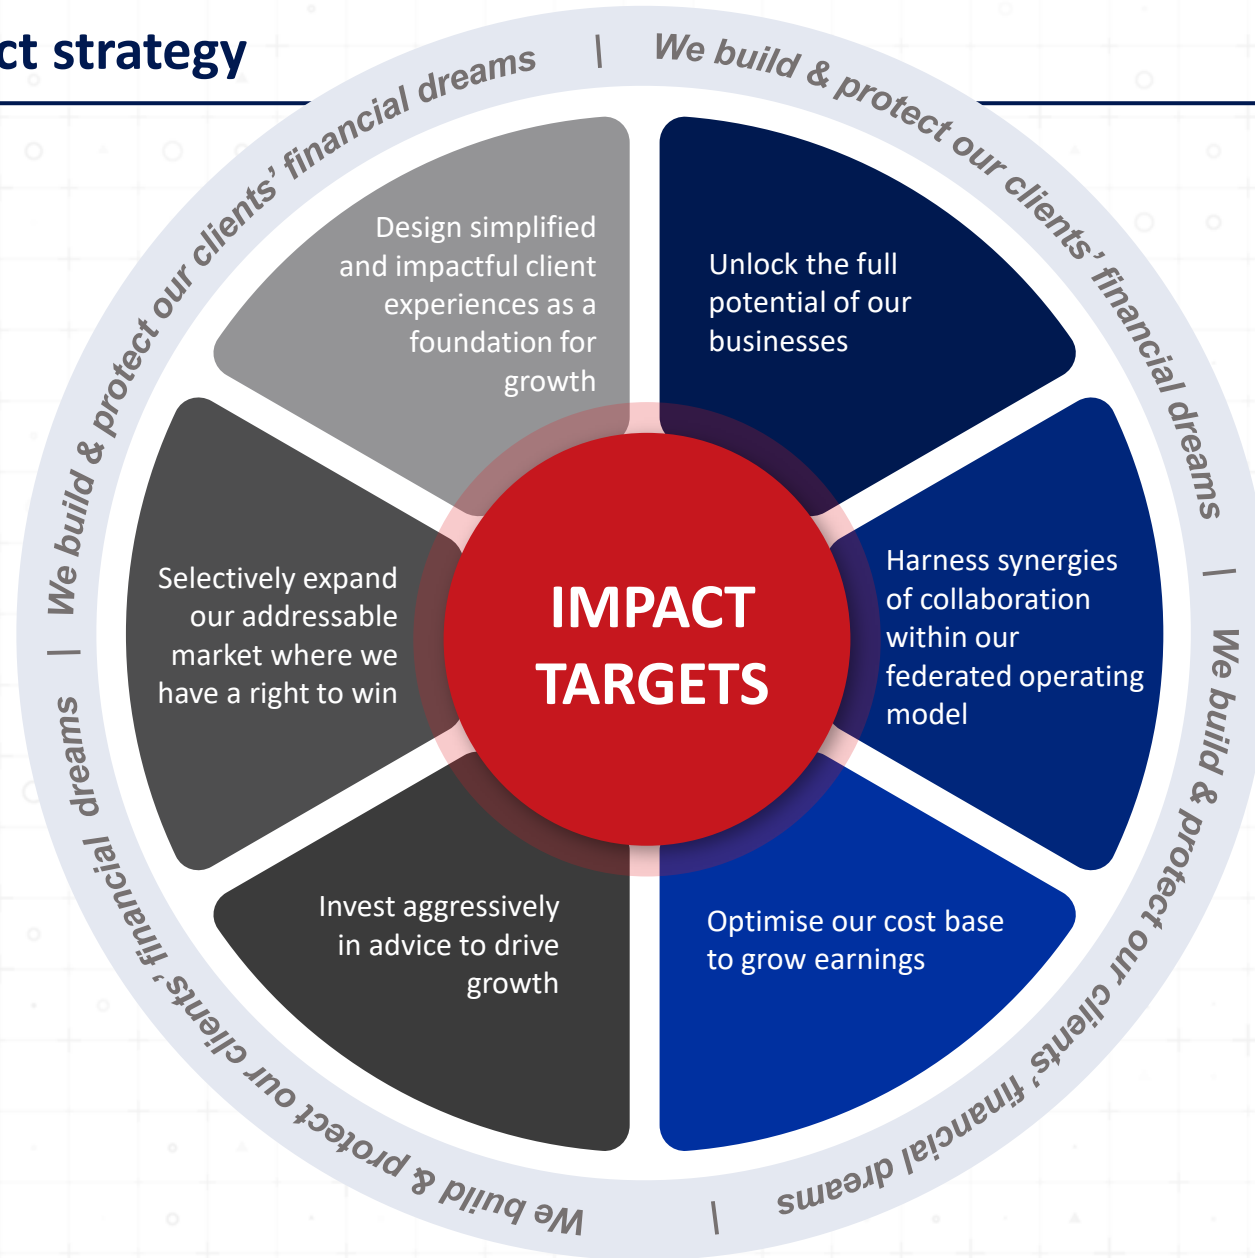 ct strategy
We build & protect our clients’ financial dreams | We build & protect our clients’ financial dreams | We build & protect our clients’ financial dreams | We build & protect our clients’ financial dreams |
Design simplified
and impactful client
experiences as a
foundation for
growth
Unlock the full
potential of our
businesses
Selectively expand
our addressable
market where we
have a right to win
IMPACT
TARGETS
Harness synergies
of collaboration
within our
federated operating
model
Invest aggressively
in advice to drive
growth
Optimise our cost base
to grow earnings